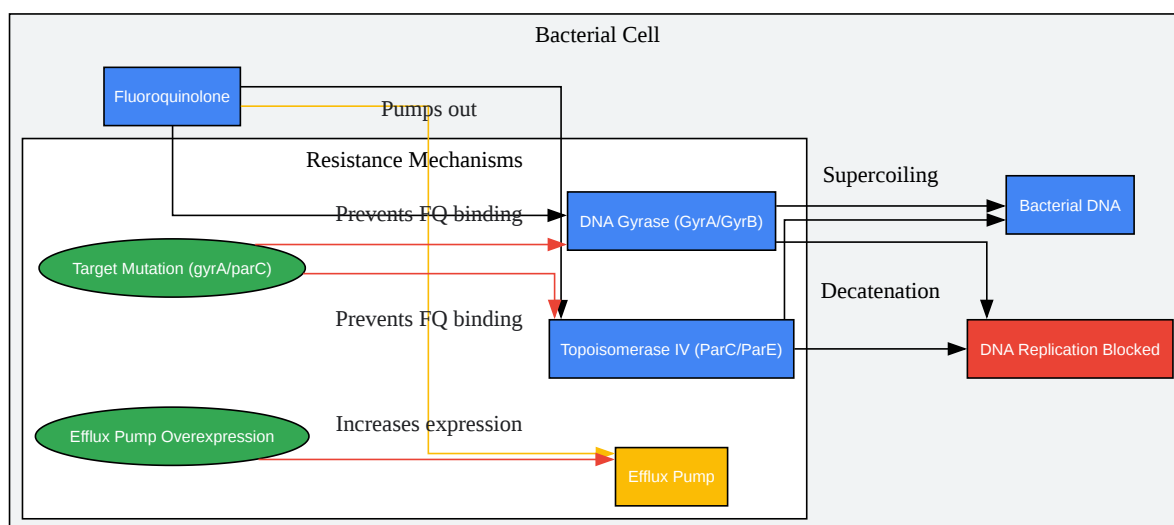 Bacterial Cell
Fluoroquinolone
Pumps out
Resistance Mechanisms
Supercoiling
Prevents FQ binding
DNA Gyrase (GyrA/GyrB)
Bacterial DNA
Target Mutation (gyrA/parC)
Decatenation
Prevents FQ binding
Topoisomerase IV (ParC/ParE)
DNA Replication Blocked
Increases expression
Efflux Pump Overexpression
Efflux Pump